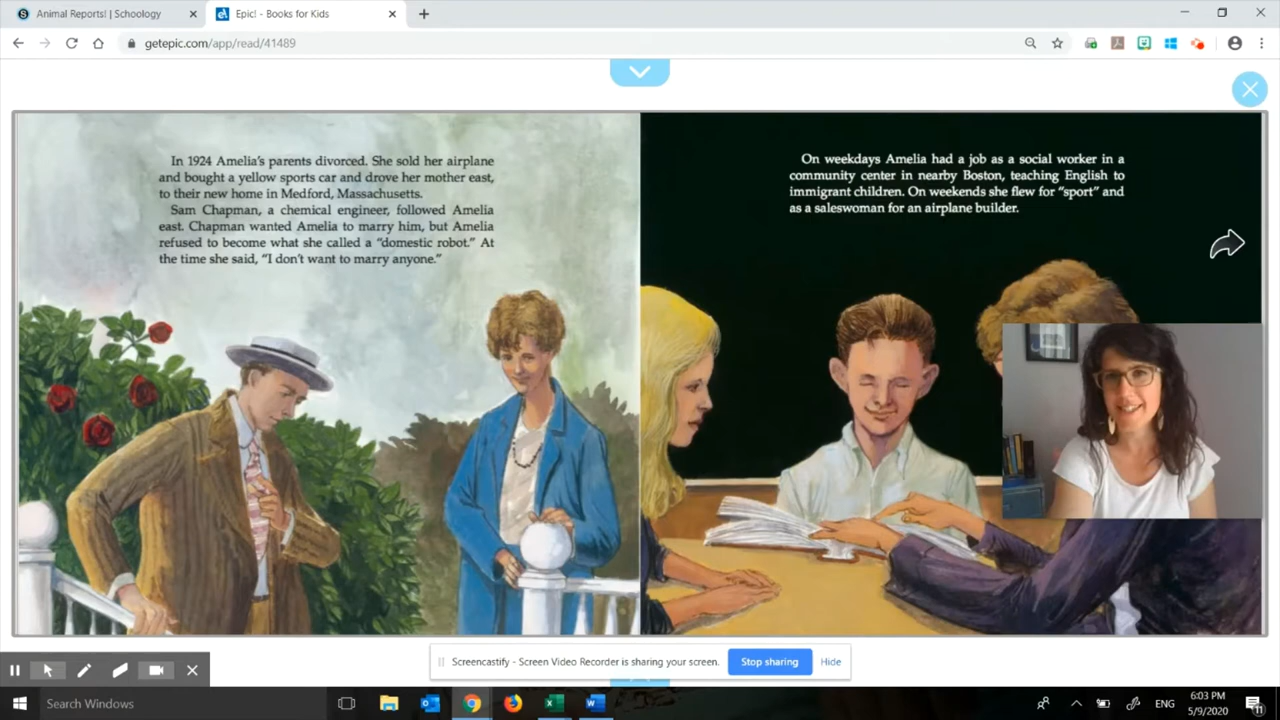 Animal Reports! | Schoology
Epic! - Books for Kids
getepic.com/app/read/41489
In 1924 Amelia's parents divorced. She sold her airplane
and bought a yellow sports car and drove her mother east,
to their new home in Medford, Massachusetts.
Sam Chapman, a chemical engineer, followed Amelia
east. Chapman wanted Amelia to marry him, but Amelia
refused to become what she called a "domestic robot." At
the time she said, "I don't want to marry anyone."
On weekdays Amelia had a job as a social worker in a
community center in nearby Boston, teaching English to
immigrant children. On weekends she flew for "sport" and
as a saleswoman for an airplane builder.
Screencastify - Screen Video Recorder is sharing your screen.
Stop sharing
Hide
Search Windows
ENG
6:03 PM
5/9/2020
11